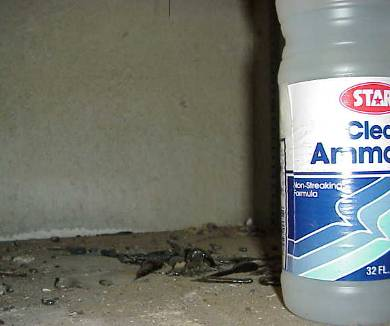 STAR
Clea
Ammo
Non-Streaking
Formula
32 FL.